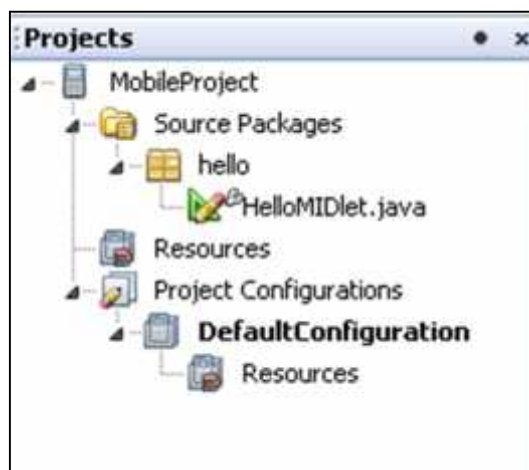 Projects
MobileProject
Source Packages
hello
HelloMIDlet.java
Resources
Project Configurations
DefaultConfiguration
Resources